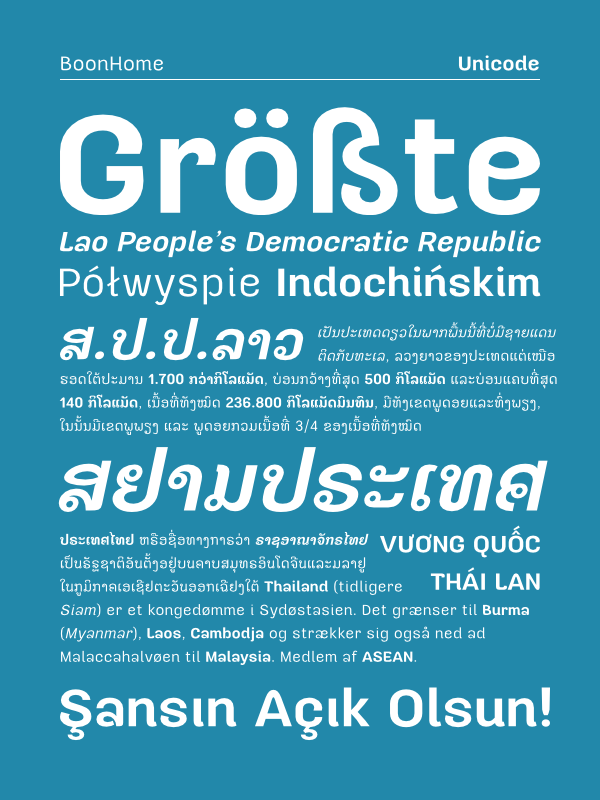 BoonHome Unicode
Größte
Lao People’s Democratic Republic
Półwyspie Indochińskim
ສ.ປ.ປ.ລາວ
ເປັນປະເທດດຽວໃນພາກພື້ນນີ້ທີ່ບໍ່ມີຊາຍແດນ
ຕິດກັບທະເລ, ລວງຍາວຂອງປະເທດແຕ່ເໜືອ
ຮອດໃຕ້ປະມານ 1.700 ກວ່າກິໂລແມັດ, ບ່ອນກວ້າງທີ່ສຸດ 500 ກິໂລແມັດ ແລະບ່ອນແຄບທີ່ສຸດ
140 ກິໂລແມັດ, ເນື້ອທີ່ທັງໝົດ 236.800 ກິໂລແມັດມົນທົນ, ມີທັງເຂດພູດອຍແລະທົ່ງພຽງ,
ໃນນັ້ນມີເຂດພູພຽງ ແລະ ພູດອຍກວມເນື້ອທີ່ 3/4 ຂອງເນື້ອທີ່ທັງໝົດ
สยามประเทศ
ประเทศไทย หรือชื่อทางการว่า ราชอาณาจักรไทย
เป็นรัฐชาติอันตั้งอยู่บนคาบสมุทรอินโดจีนและมลายู
VƯƠNG QUỐC
THÁI LAN
ในภูมิภาคเอเชียตะวันออกเฉียงใต้ Thailand (tidligere
Siam) er et kongedømme i Sydøstasien. Det grænser til Burma
(Myanmar), Laos, Cambodja og strækker sig også ned ad
Malaccahalvøen til Malaysia. Medlem af ASEAN.
Şansın Açık Olsun!